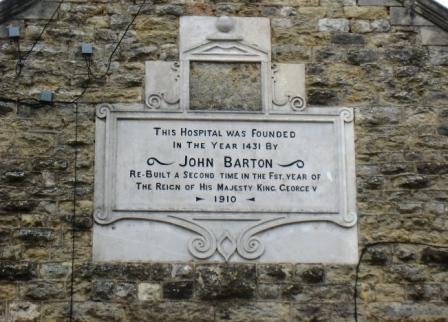 THIS HOSPITAL WAS FOUNDED
IN THE YEAR 1431 BY
JOHN BARTON
RE-BUILT A SECOND TIME IN THE FST. YEAR OF
THE REIGN OF HIS MAJESTY KING GEORGE V
1910